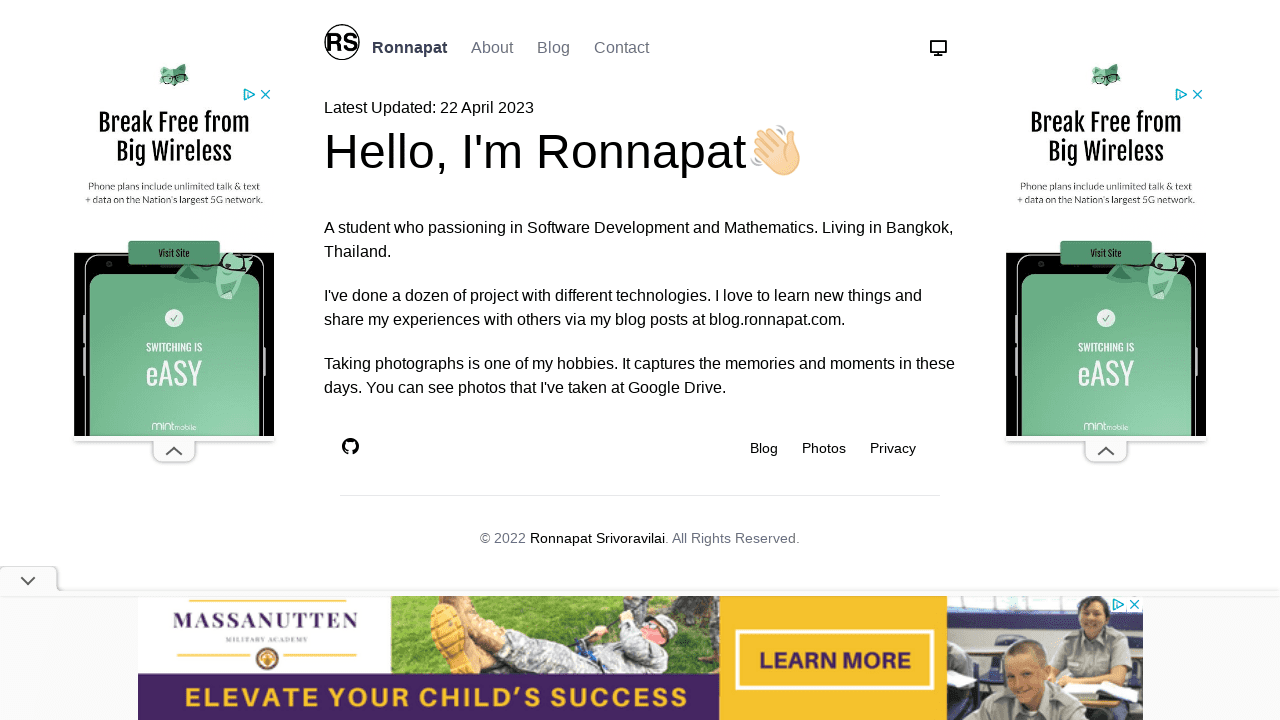 RS Ronnapat About Blog Contact
Latest Updated: 22 April 2023
Hello, I'm Ronnapat👋🏼
A student who passioning in Software Development and Mathematics. Living in Bangkok,
Thailand.
I've done a dozen of project with different technologies. I love to learn new things and
share my experiences with others via my blog posts at blog.ronnapat.com.
Taking photographs is one of my hobbies. It captures the memories and moments in these
days. You can see photos that I've taken at Google Drive.
Blog Photos Privacy
© 2022 Ronnapat Srivoravilai. All Rights Reserved.
Break Free from
Big Wireless
Phone plans include unlimited talk & text
+ data on the Nation's largest 5G network.
Visit Site
SWITCHING IS
eASY
mint mobile
Break Free from
Big Wireless
Phone plans include unlimited talk & text
+ data on the Nation's largest 5G network.
Visit Site
SWITCHING IS
eASY
mint mobile
MASSANUTTEN
MILITARY ACADEMY
ELEVATE YOUR CHILD'S SUCCESS
LEARN MORE